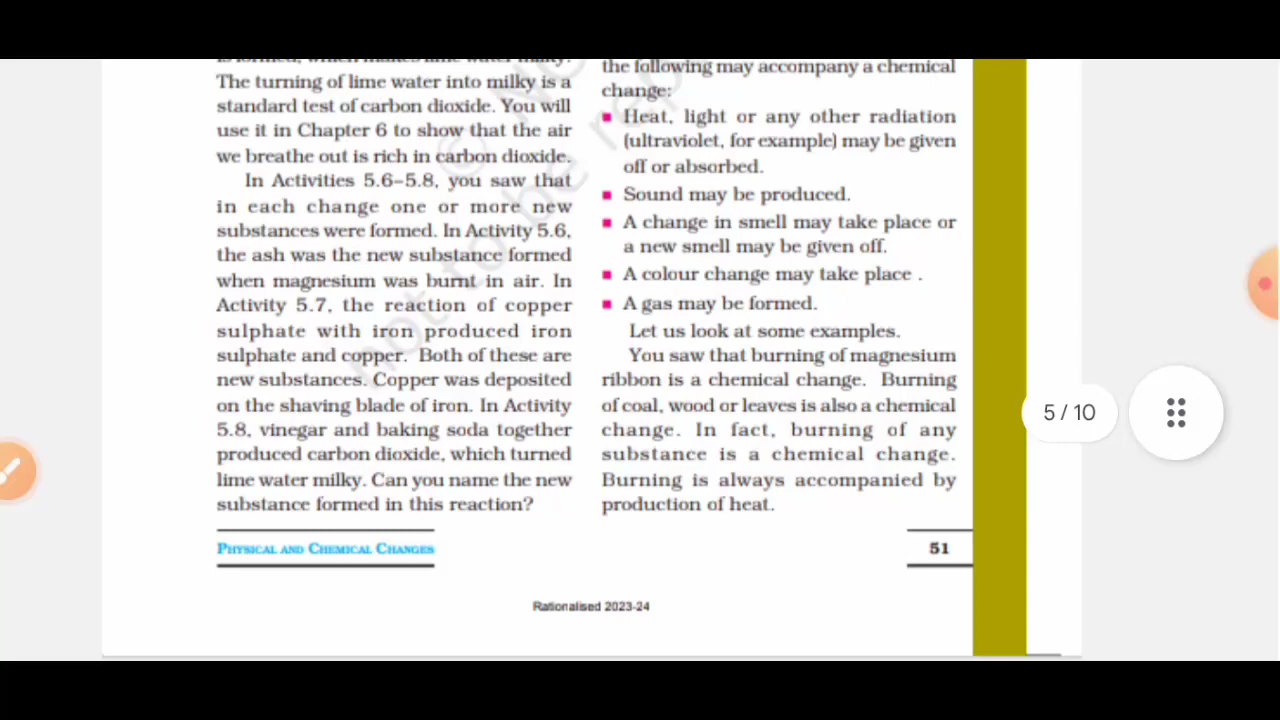 is formed, which makes lime water milky.
The turning of lime water into milky is a
standard test of carbon dioxide. You will
use it in Chapter 6 to show that the air
we breathe out is rich in carbon dioxide.
In Activities 5.6–5.8, you saw that
in each change one or more new
substances were formed. In Activity 5.6,
the ash was the new substance formed
when magnesium was burnt in air. In
Activity 5.7, the reaction of copper
sulphate with iron produced iron
sulphate and copper. Both of these are
new substances. Copper was deposited
on the shaving blade of iron. In Activity
5.8, vinegar and baking soda together
produced carbon dioxide, which turned
lime water milky. Can you name the new
substance formed in this reaction?
the following may accompany a chemical
change:
■ Heat, light or any other radiation
(ultraviolet, for example) may be given
off or absorbed.
■ Sound may be produced.
■ A change in smell may take place or
a new smell may be given off.
■ A colour change may take place .
■ A gas may be formed.
Let us look at some examples.
You saw that burning of magnesium
ribbon is a chemical change. Burning
of coal, wood or leaves is also a chemical
change. In fact, burning of any
substance is a chemical change.
Burning is always accompanied by
production of heat.
PHYSICAL AND CHEMICAL CHANGES
51
Rationalised 2023-24
5 / 10